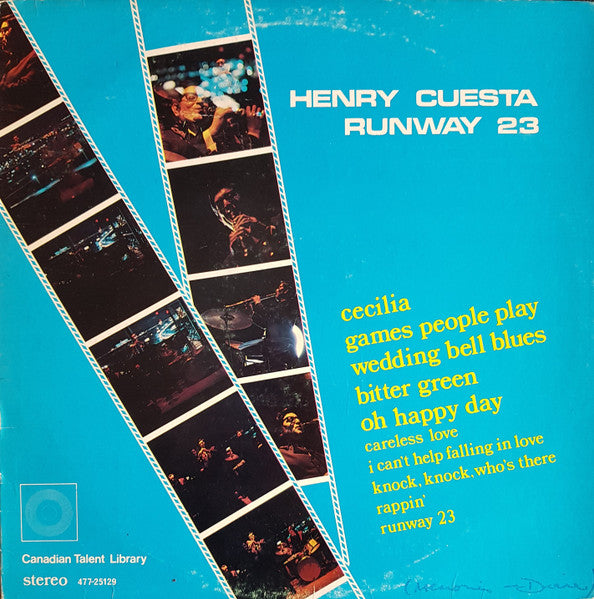 HENRY CUESTA
RUNWAY 23
cecilia
games people play
wedding bell blues
bitter green
oh happy day
careless love
i can't help falling in love
knock, knock, who's there
rappin'
runway 23
Canadian Talent Library
stereo 477-25129